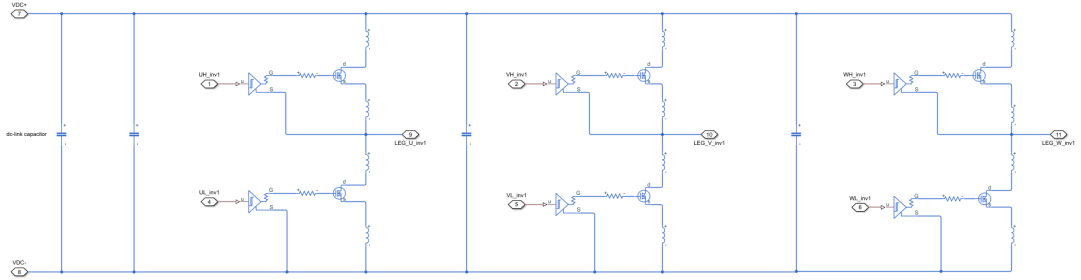 VDC+
7
UH_inv1
1
u
G
S
d
s
VH_inv1
2
u
G
S
d
s
WH_inv1
3
u
G
S
d
s
dc-link capacitor
9
LEG_U_inv1
10
LEG_V_inv1
11
LEG_W_inv1
UL_inv1
4
u
G
S
d
s
VL_inv1
5
u
G
S
d
s
WL_inv1
6
u
G
S
d
s
VDC-
8